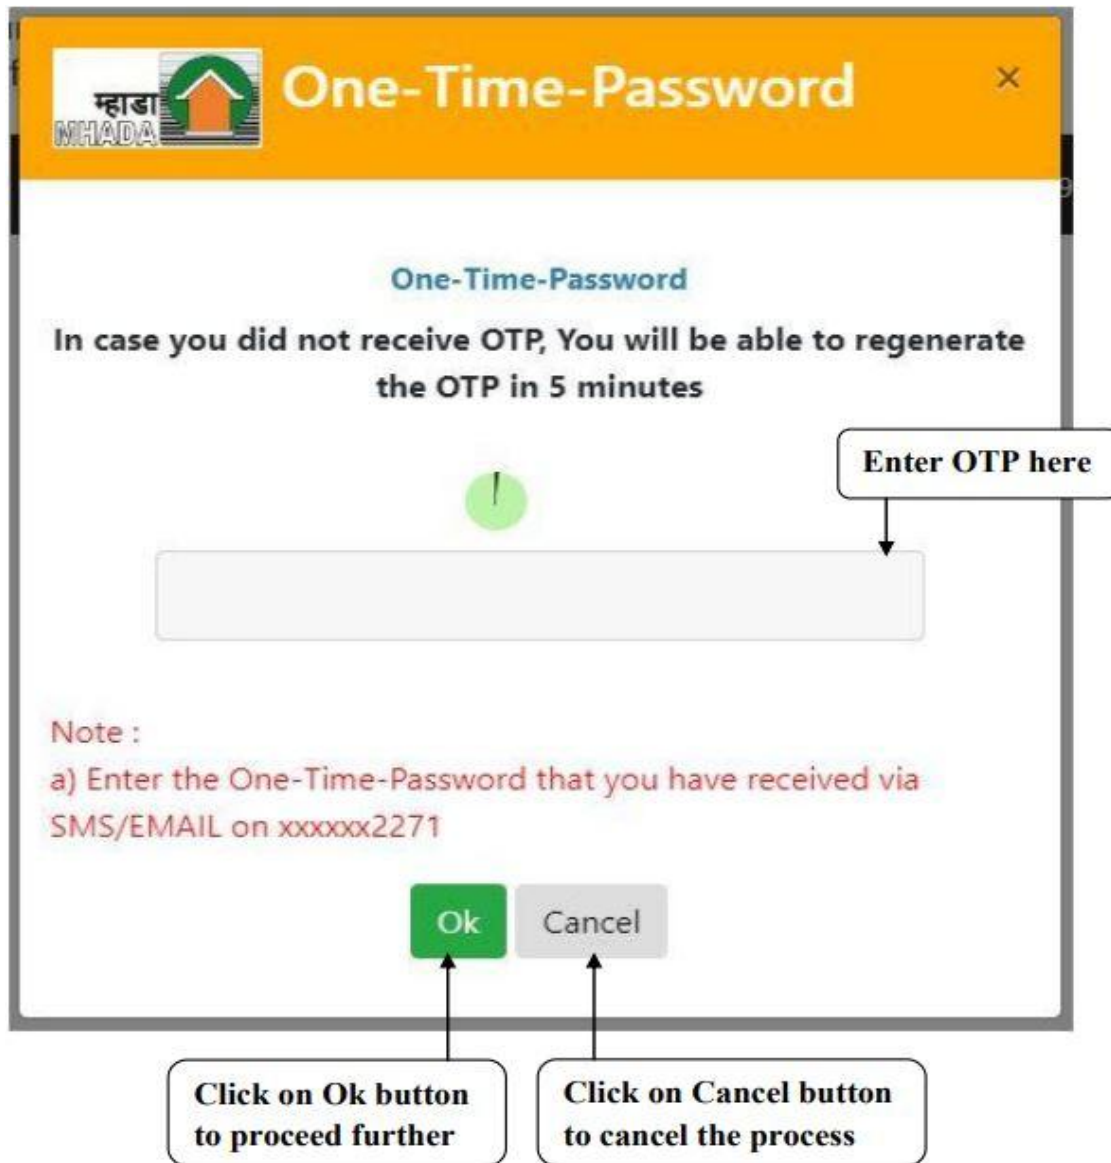 म्हाडा
MHADA
One-Time-Password
×
9
One-Time-Password
In case you did not receive OTP, You will be able to regenerate
the OTP in 5 minutes
Enter OTP here
Note :
a) Enter the One-Time-Password that you have received via
SMS/EMAIL on xxxxxx2271
Ok
Cancel
Click on Ok button
to proceed further
Click on Cancel button
to cancel the process